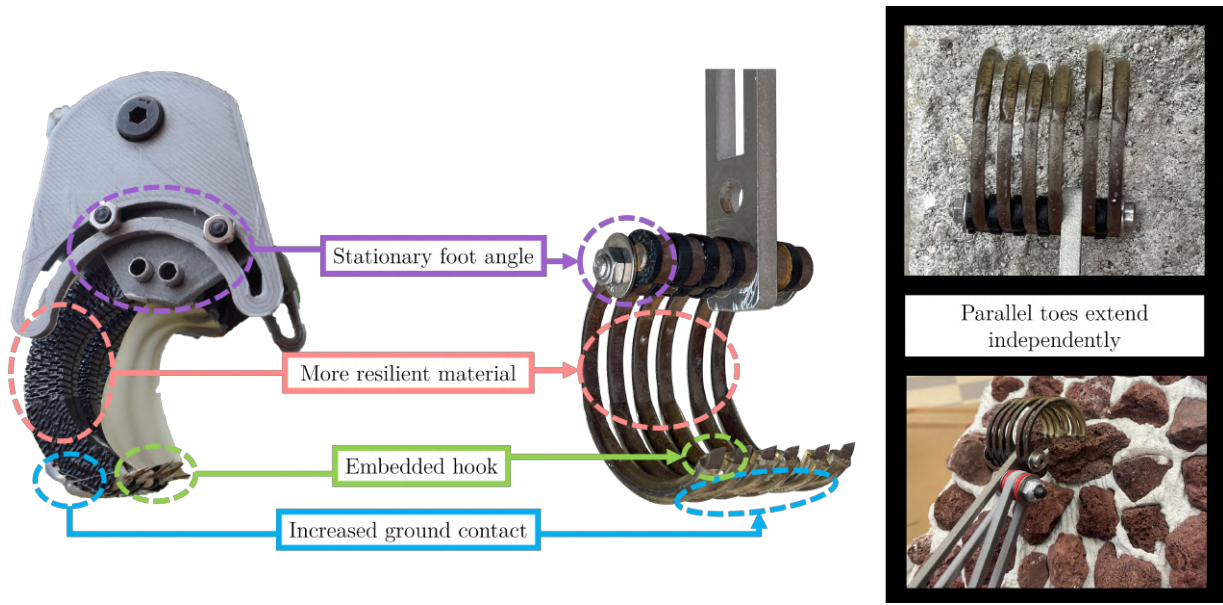 Stationary foot angle
More resilient material
Embedded hook
Increased ground contact
Parallel toes extend
independently